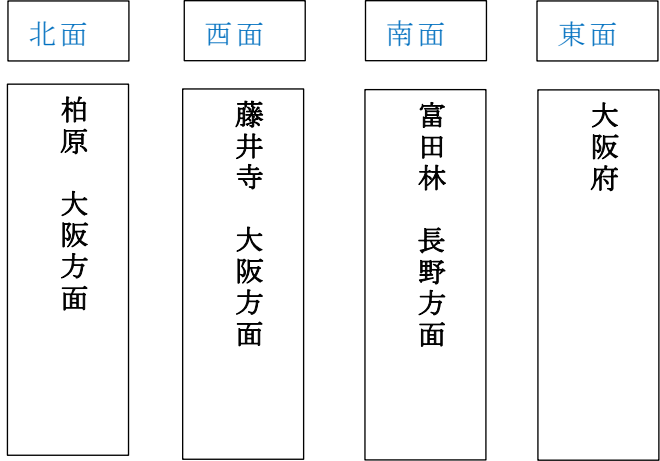 北面
西面
南面
東面
柏原　大阪方面
藤井寺　大阪方面
富田林　長野方面
大阪府